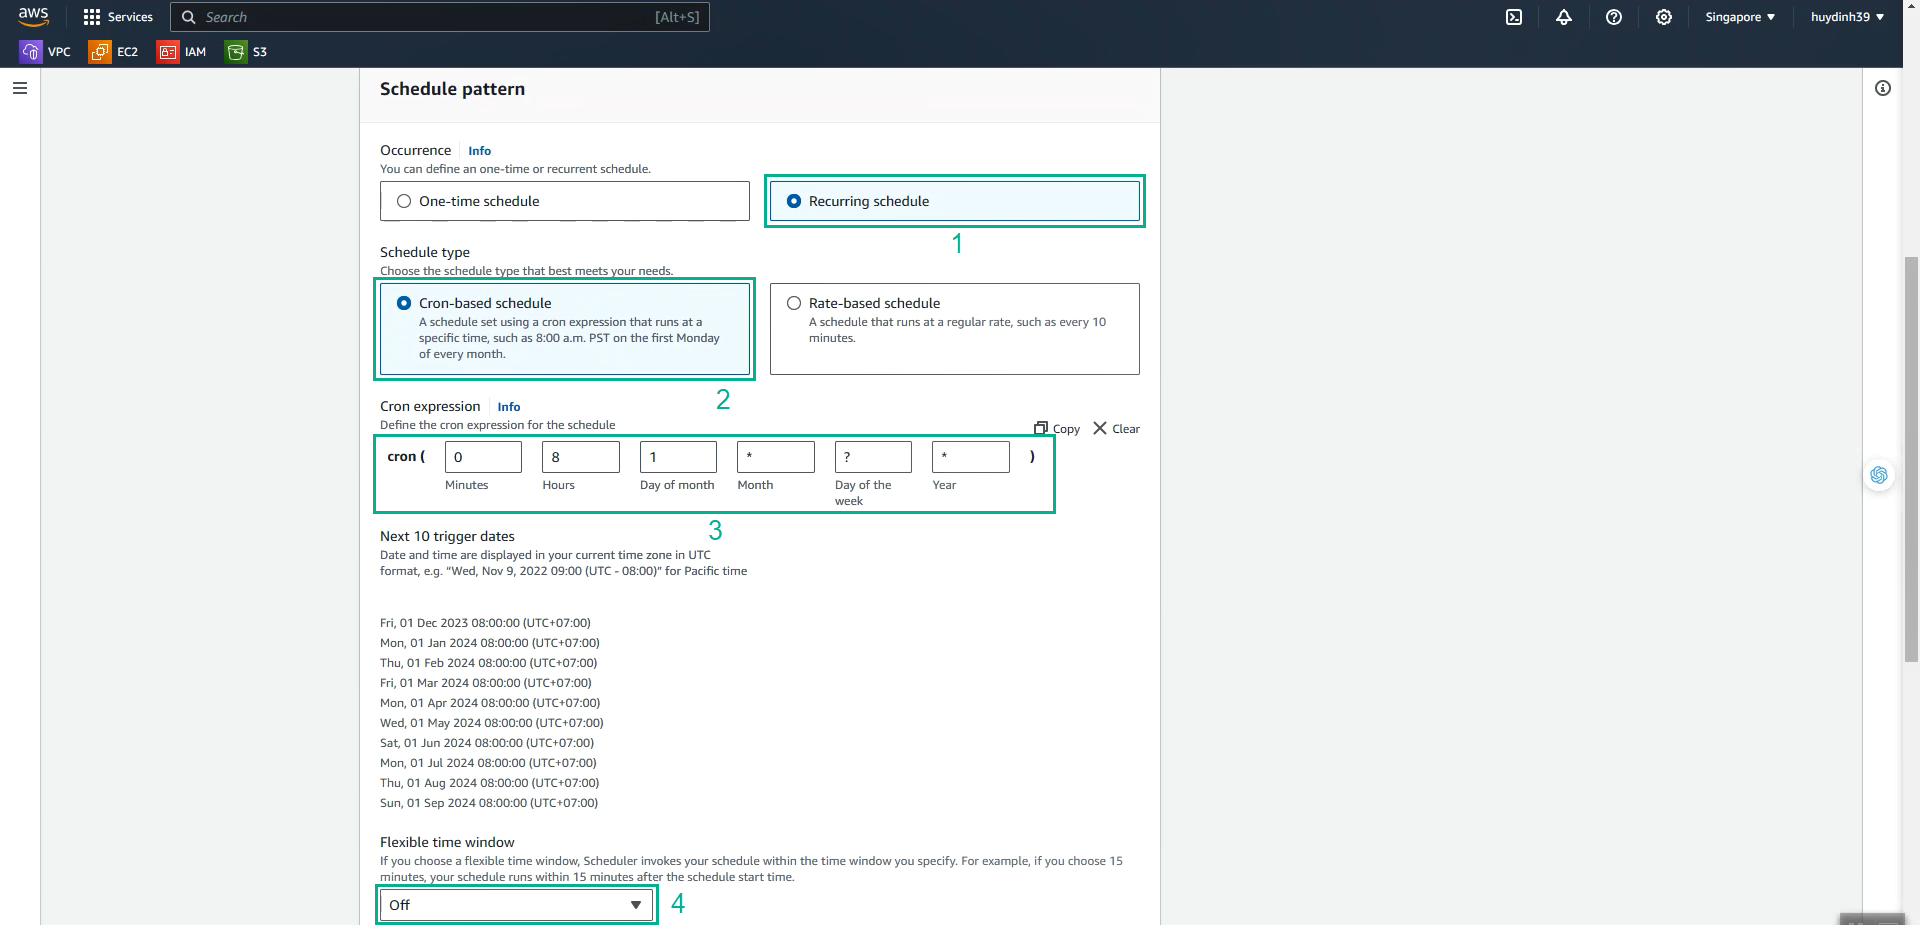 aws
Services
Search
[Alt+S]
Singapore
huydinh39
VPC
EC2
IAM
S3
Schedule pattern
Occurrence
Info
You can define an one-time or recurrent schedule.
One-time schedule
Recurring schedule
1
Schedule type
Choose the schedule type that best meets your needs.
Cron-based schedule
A schedule set using a cron expression that runs at a
specific time, such as 8:00 a.m. PST on the first Monday
of every month.
Rate-based schedule
A schedule that runs at a regular rate, such as every 10
minutes.
2
Cron expression
Info
Define the cron expression for the schedule
Copy
Clear
cron ( 0 8 1 * ? * )
Minutes
Hours
Day of month
Month
Day of the
week
Year
3
Next 10 trigger dates
Date and time are displayed in your current time zone in UTC
format, e.g. "Wed, Nov 9, 2022 09:00 (UTC - 08:00)" for Pacific time
Fri, 01 Dec 2023 08:00:00 (UTC+07:00)
Mon, 01 Jan 2024 08:00:00 (UTC+07:00)
Thu, 01 Feb 2024 08:00:00 (UTC+07:00)
Fri, 01 Mar 2024 08:00:00 (UTC+07:00)
Mon, 01 Apr 2024 08:00:00 (UTC+07:00)
Wed, 01 May 2024 08:00:00 (UTC+07:00)
Sat, 01 Jun 2024 08:00:00 (UTC+07:00)
Mon, 01 Jul 2024 08:00:00 (UTC+07:00)
Thu, 01 Aug 2024 08:00:00 (UTC+07:00)
Sun, 01 Sep 2024 08:00:00 (UTC+07:00)
Flexible time window
If you choose a flexible time window, Scheduler invokes your schedule within the time window you specify. For example, if you choose 15
minutes, your schedule runs within 15 minutes after the schedule start time.
Off
4